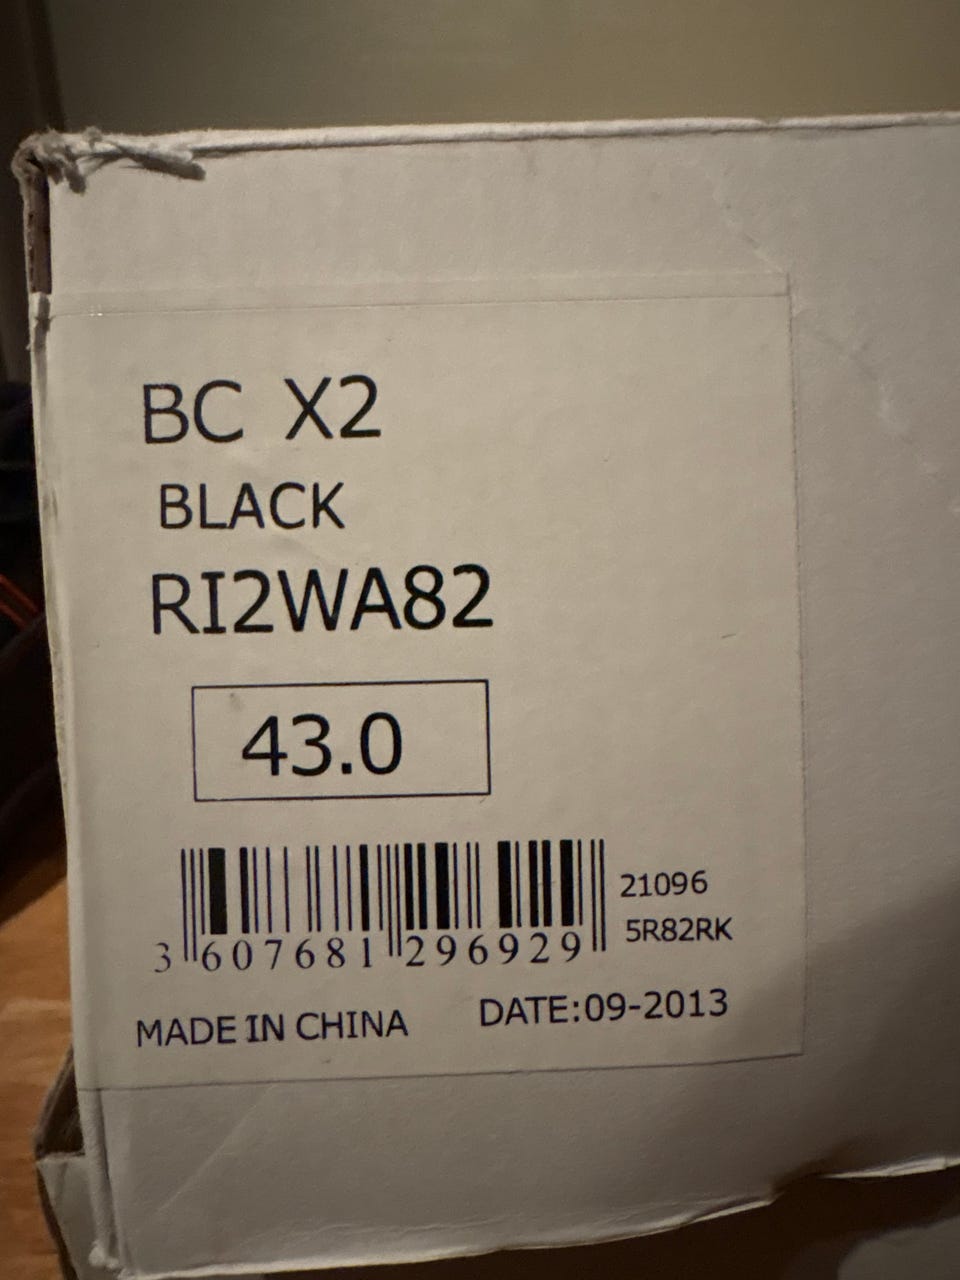 BC X2
BLACK
RI2WA82
43.0
21096
5R82RK
3 607681 296929
MADE IN CHINA DATE:09-2013